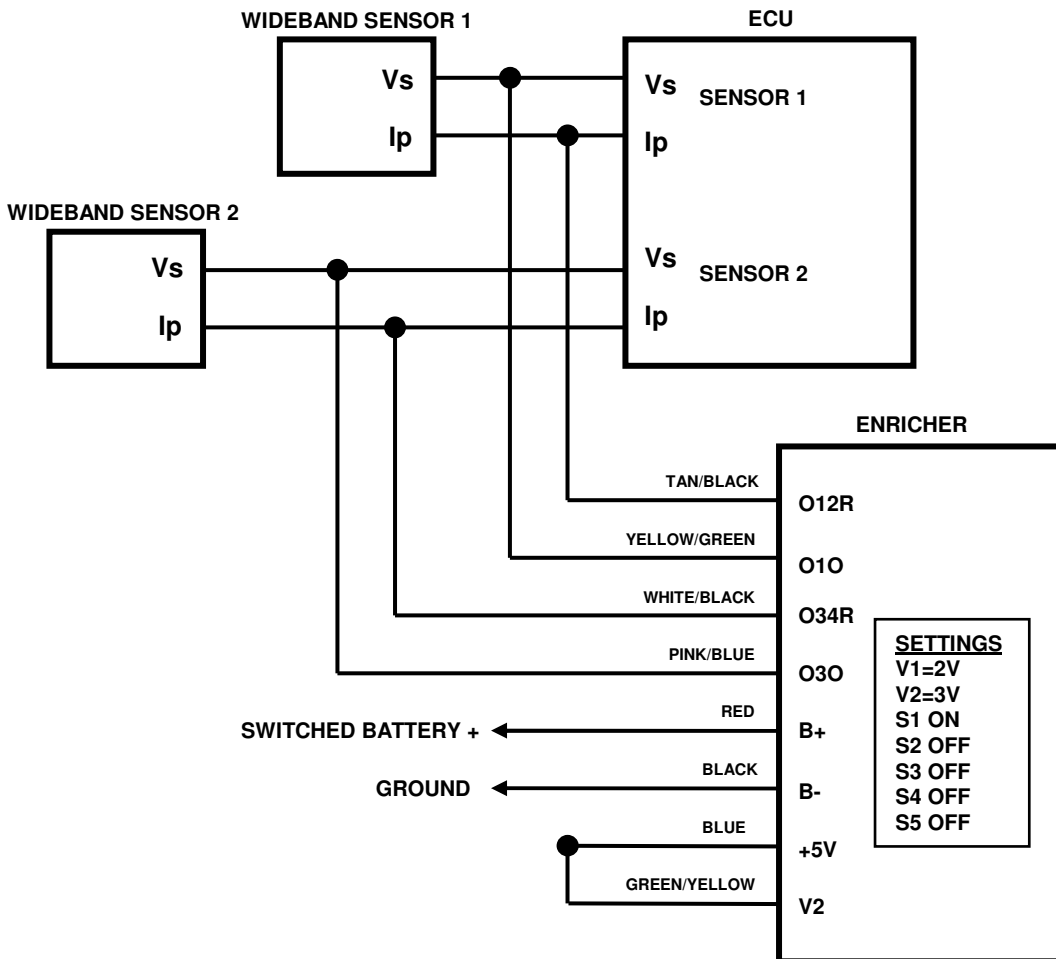 WIDEBAND SENSOR 1
ECU
Vs
Ip
Vs
SENSOR 1
Ip
WIDEBAND SENSOR 2
Vs
Ip
Vs
SENSOR 2
Ip
ENRICHER
TAN/BLACK
O12R
YELLOW/GREEN
O1O
WHITE/BLACK
O34R
PINK/BLUE
O3O
RED
SWITCHED BATTERY +
B+
BLACK
GROUND
B-
BLUE
+5V
GREEN/YELLOW
V2
SETTINGS
V1=2V
V2=3V
S1 ON
S2 OFF
S3 OFF
S4 OFF
S5 OFF